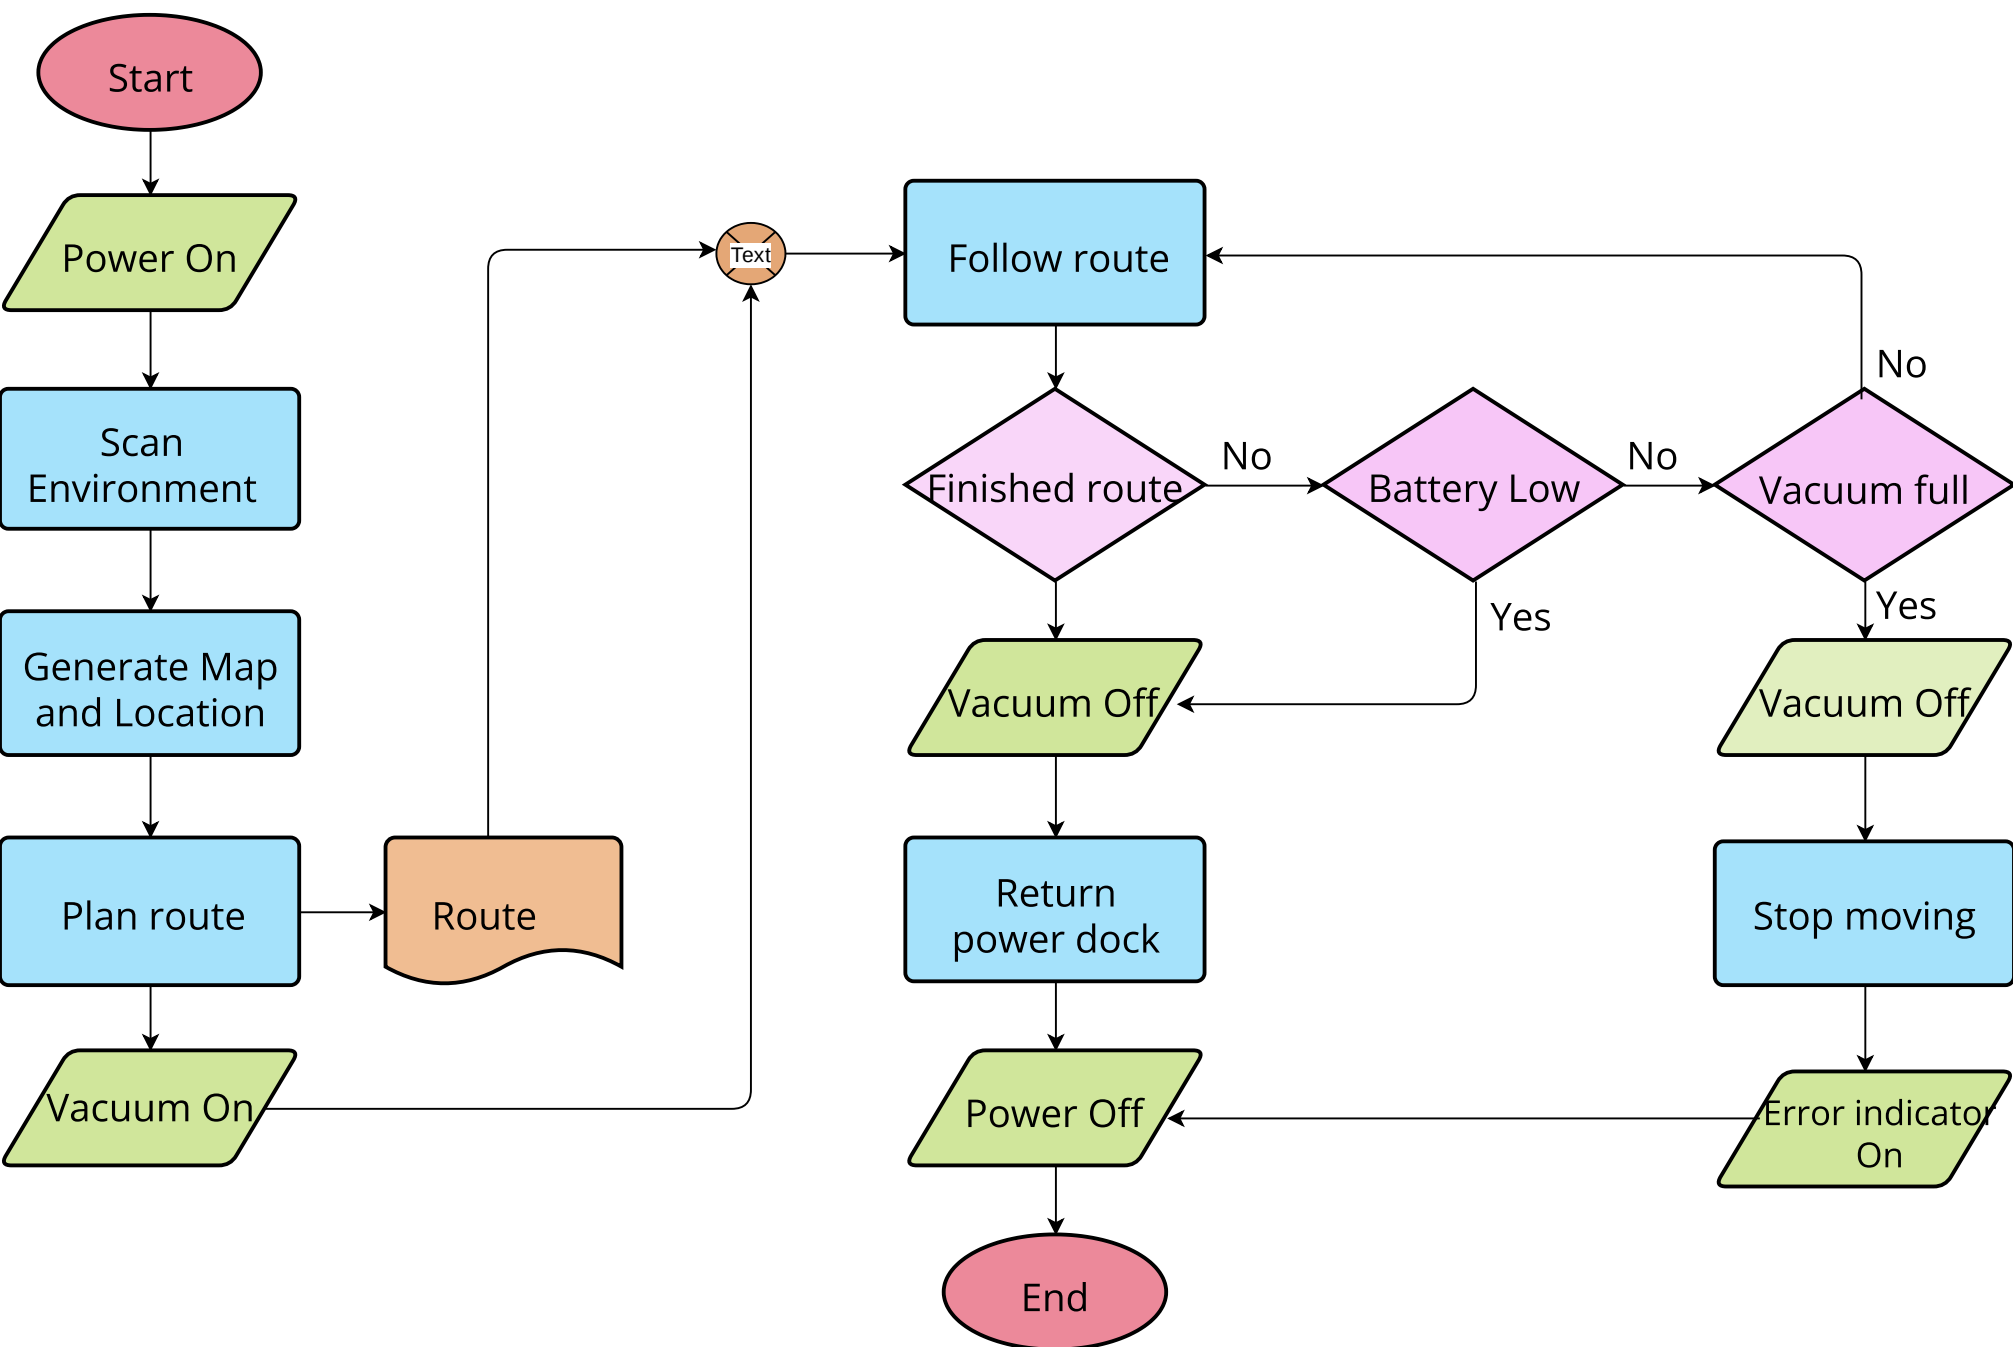 Start
Power On
Scan
Environment
Generate Map
and Location
Plan route
Vacuum On
Route
Text
Follow route
Finished route
No
Battery Low
No
Vacuum full
No
Yes
Yes
Vacuum Off
Vacuum Off
Return
power dock
Stop moving
Power Off
Error indicator
On
End